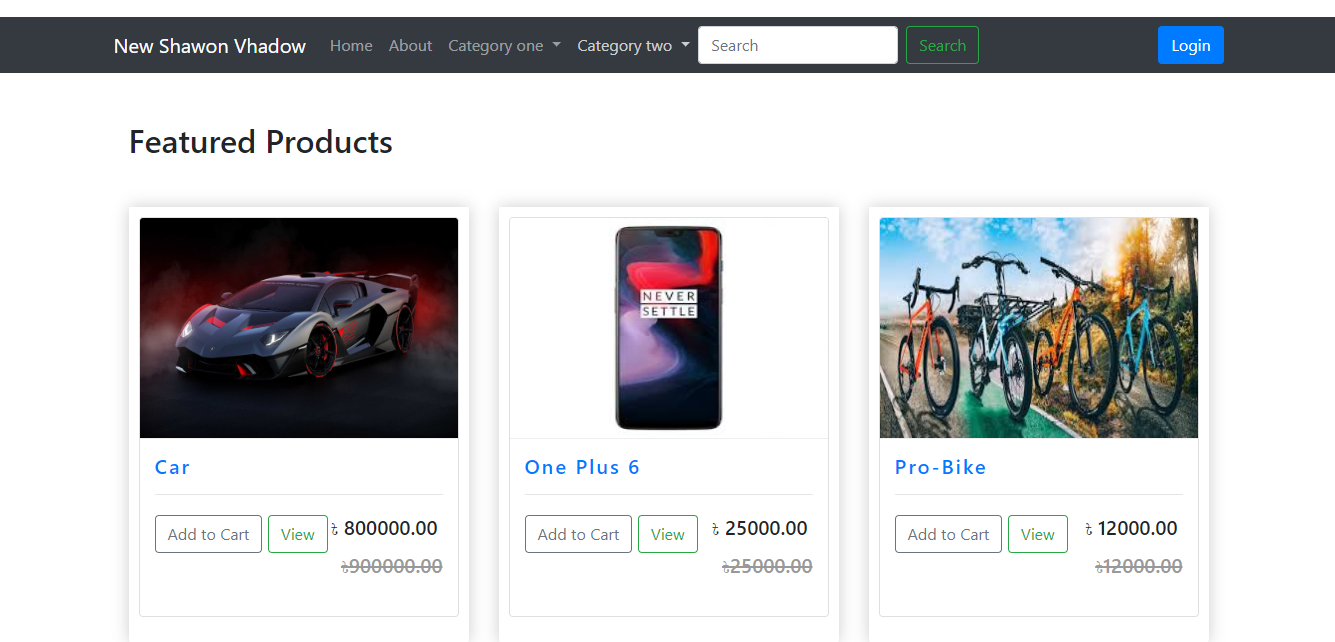 New Shawon Vhadow Home About Category one Category two Search Search Login
Featured Products
NEVER
SETTLE
Car
Add to Cart View ৳ 800000.00
৳900000.00
One Plus 6
Add to Cart View ৳ 25000.00
৳25000.00
Pro-Bike
Add to Cart View ৳ 12000.00
৳12000.00